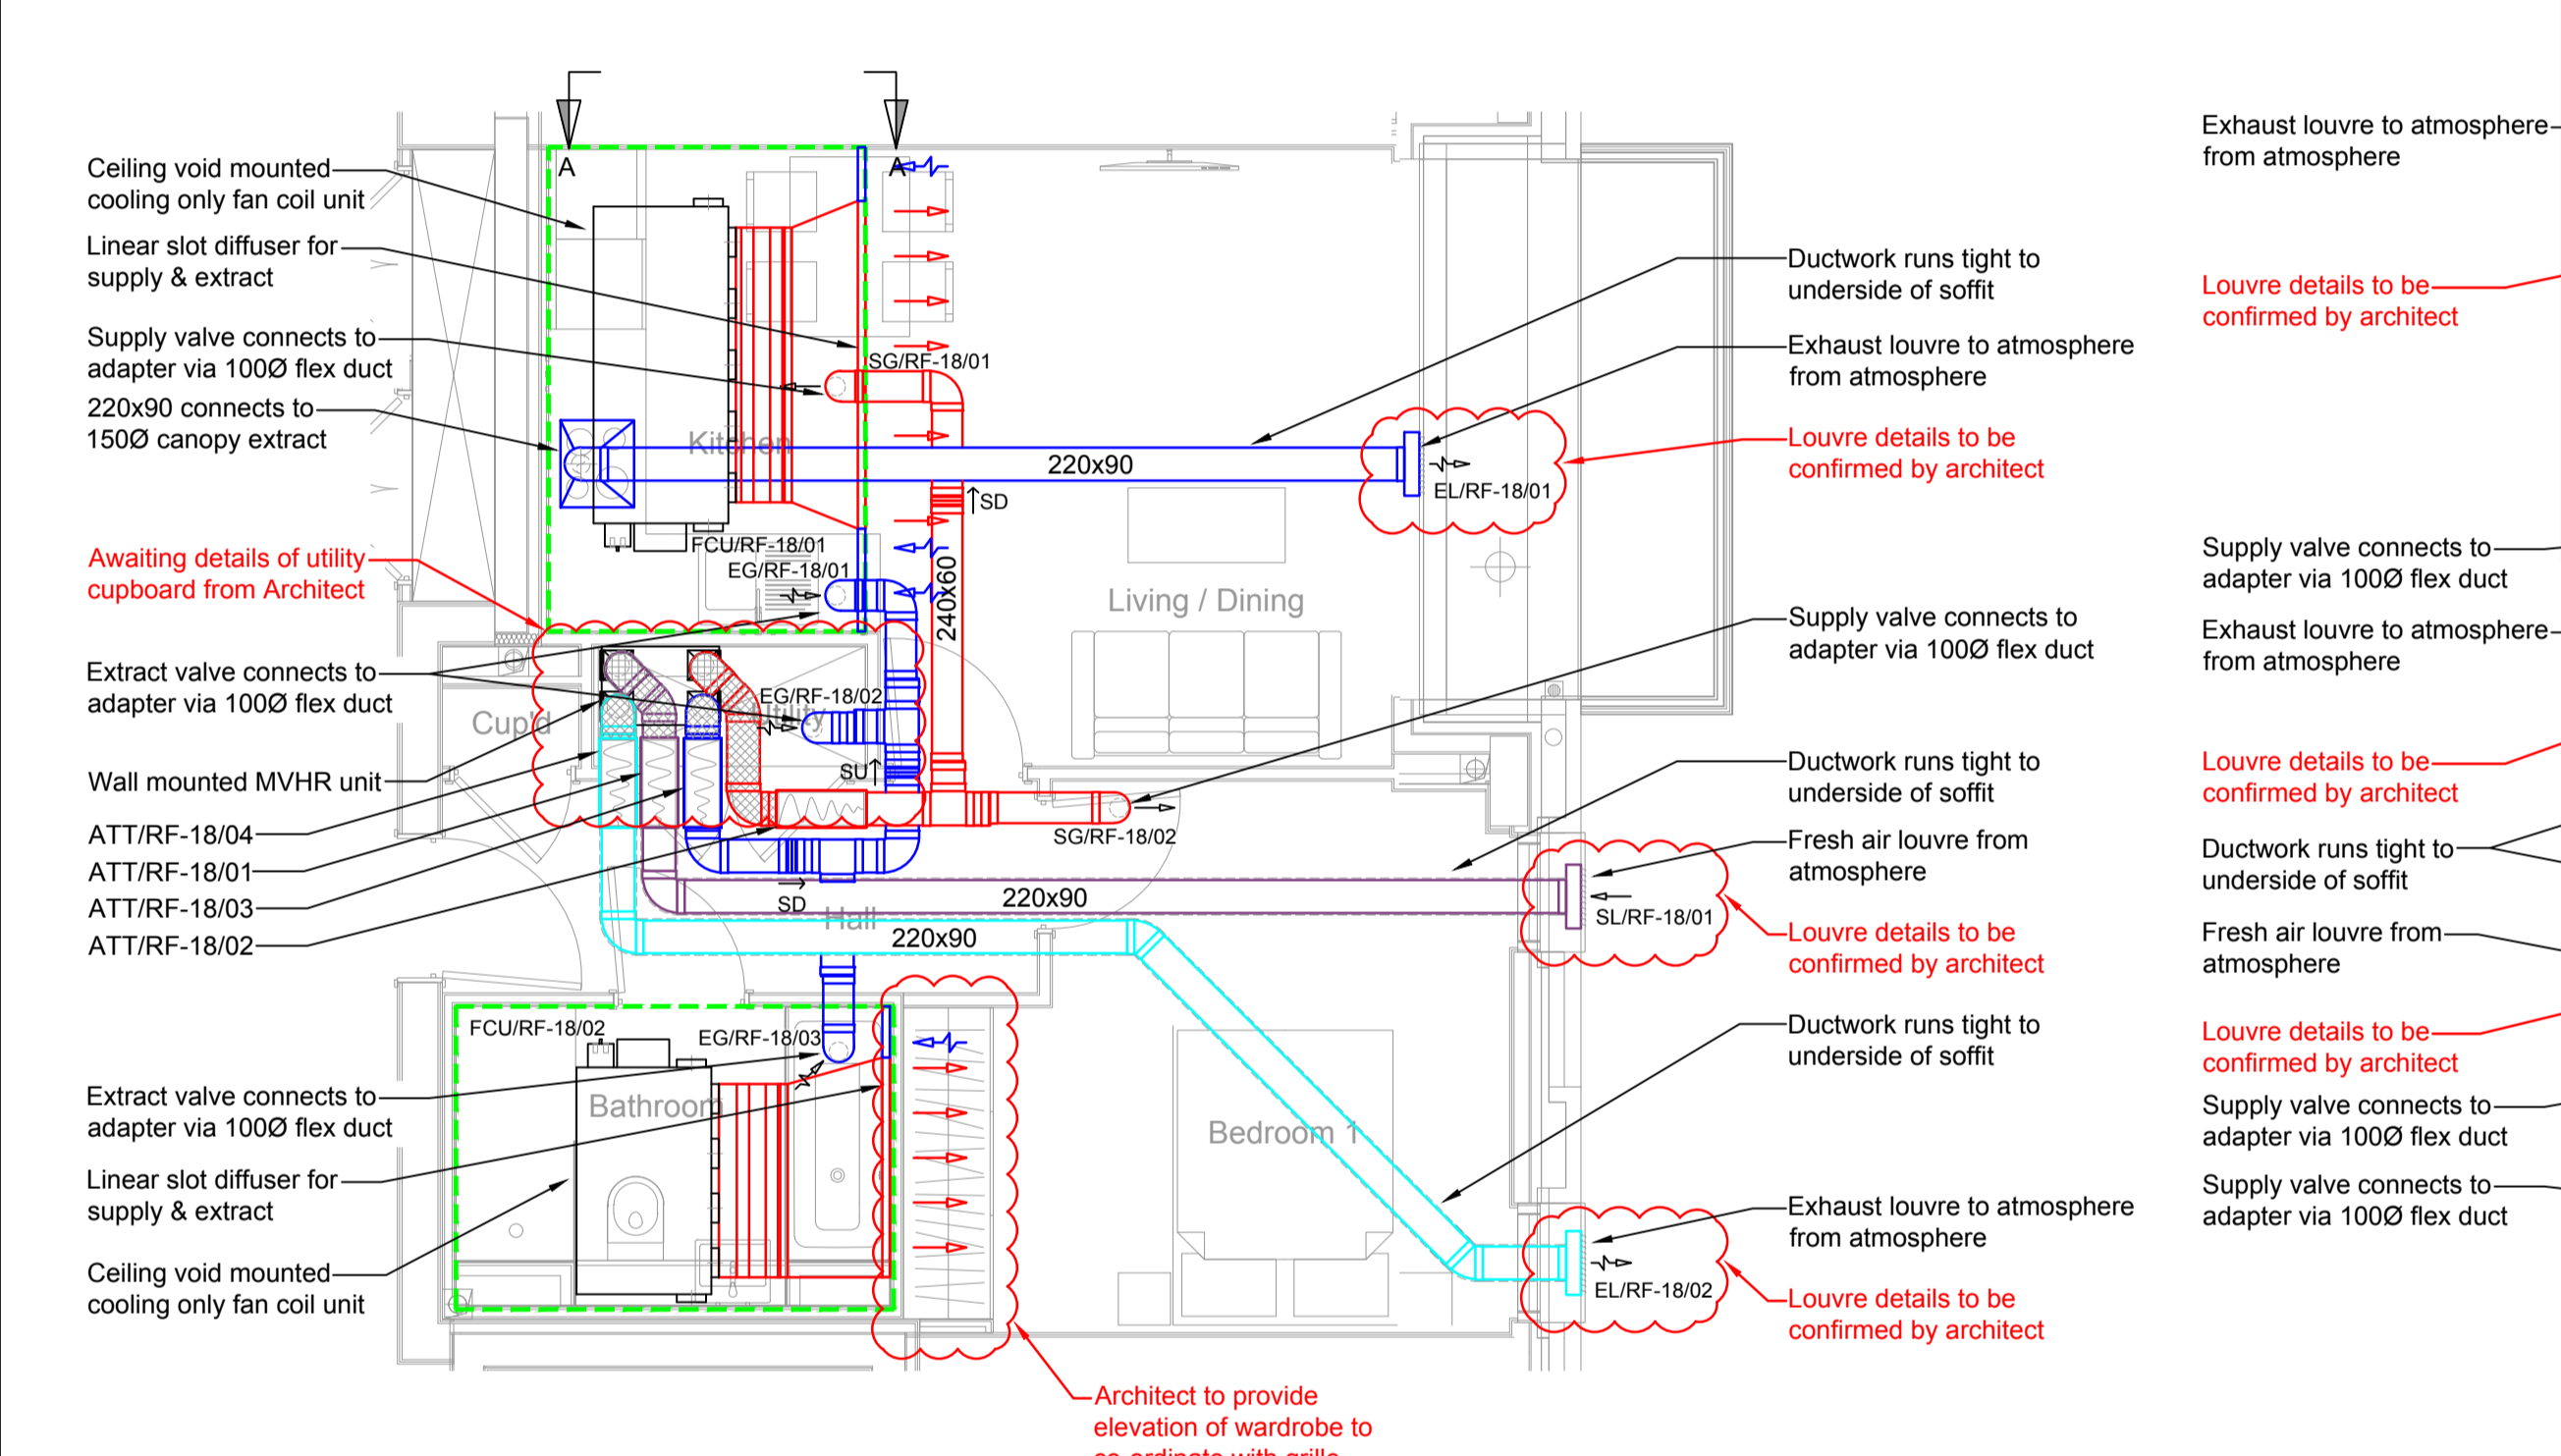 Ceiling void mounted
cooling only fan coil unit
Linear slot diffuser for
supply & extract
Supply valve connects to
adapter via 100Ø flex duct
220x90 connects to
150Ø canopy extract
Awaiting details of utility
cupboard from Architect
Extract valve connects to
adapter via 100Ø flex duct
Wall mounted MVHR unit
ATT/RF-18/04
ATT/RF-18/01
ATT/RF-18/03
ATT/RF-18/02
Extract valve connects to
adapter via 100Ø flex duct
Linear slot diffuser for
supply & extract
Ceiling void mounted
cooling only fan coil unit
A
A
SG/RF-18/01
Kitchen
220x90
EL/RF-18/01
SD
FCU/RF-18/01
EG/RF-18/01
240x60
Living / Dining
EG/RF-18/02
Utility
Cup'd
SU
SG/RF-18/02
SD
220x90
SL/RF-18/01
Hall
220x90
FCU/RF-18/02
EG/RF-18/03
Bathroom
Bedroom 1
EL/RF-18/02
Architect to provide
elevation of wardrobe to
co-ordinate with grille
Ductwork runs tight to
underside of soffit
Exhaust louvre to atmosphere
from atmosphere
Louvre details to be
confirmed by architect
Supply valve connects to
adapter via 100Ø flex duct
Ductwork runs tight to
underside of soffit
Fresh air louvre from
atmosphere
Louvre details to be
confirmed by architect
Ductwork runs tight to
underside of soffit
Exhaust louvre to atmosphere
from atmosphere
Louvre details to be
confirmed by architect
Exhaust louvre to atmosphere
from atmosphere
Louvre details to be
confirmed by architect
Supply valve connects to
adapter via 100Ø flex duct
Exhaust louvre to atmosphere
from atmosphere
Louvre details to be
confirmed by architect
Ductwork runs tight to
underside of soffit
Fresh air louvre from
atmosphere
Louvre details to be
confirmed by architect
Supply valve connects to
adapter via 100Ø flex duct
Supply valve connects to
adapter via 100Ø flex duct